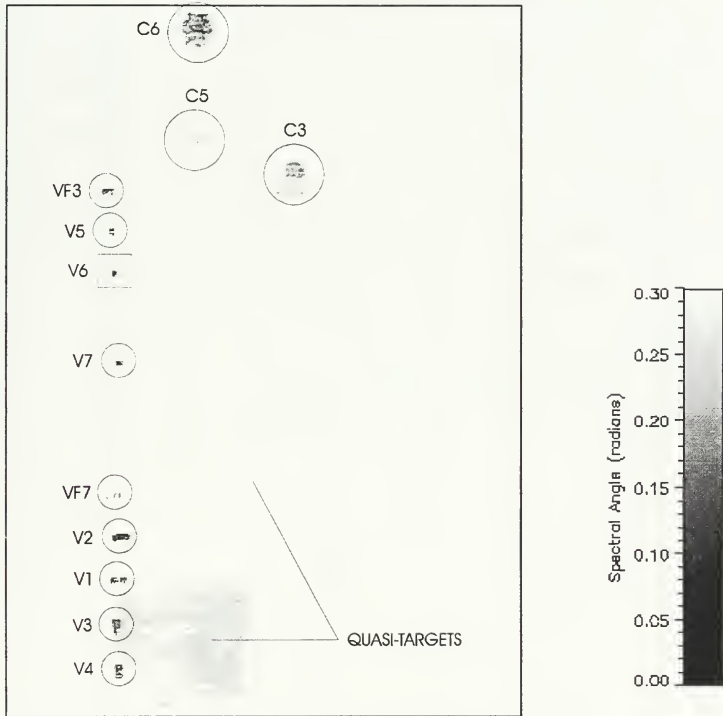 C6
C5
C3
VF3
V5
V6
V7
VF7
V2
V1
V3
QUASI-TARGETS
V4
0.30
0.25
0.20
0.15
0.10
0.05
0.00
Spectral Angle (radians)